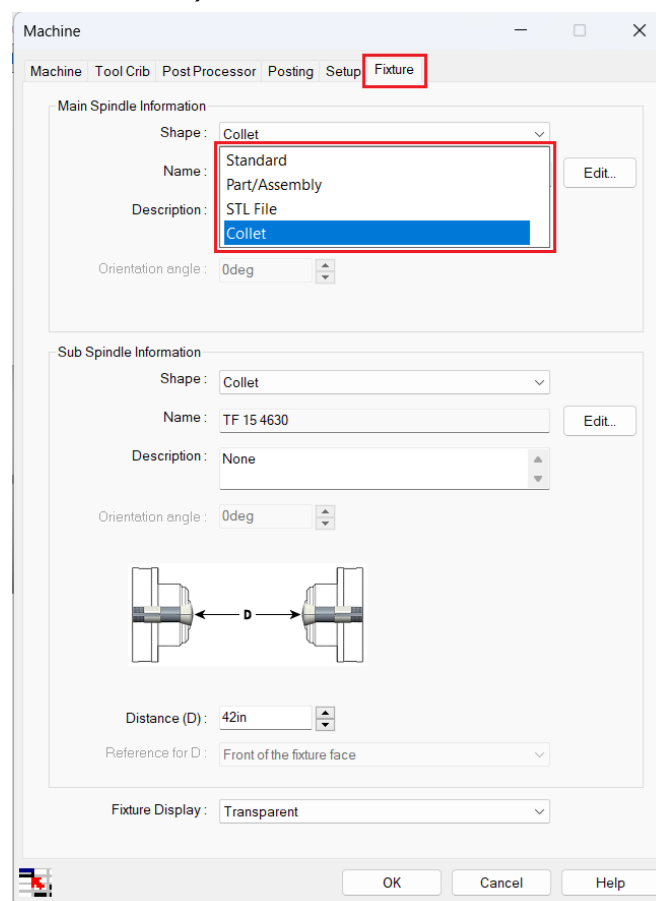 Machine
Machine Tool Crib Post Processor Posting Setup Fixture
Main Spindle Information
Shape : Collet
Name :
Standard
Part/Assembly
Edit...
Description :
STL File
Collet
Orientation angle : 0deg
Sub Spindle Information
Shape : Collet
Name : TF 15 4630 Edit...
Description : None
Orientation angle : 0deg
D
Distance (D) : 42in
Reference for D : Front of the fixture face
Fixture Display : Transparent
OK Cancel Help